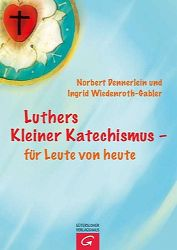 Norbert Dennerlein und
Ingrid Wiedenroth-Gabler
Luthers
Kleiner Katechismus –
für Leute von heute
GÜTERSLOHER
VERLAGSHAUS
G